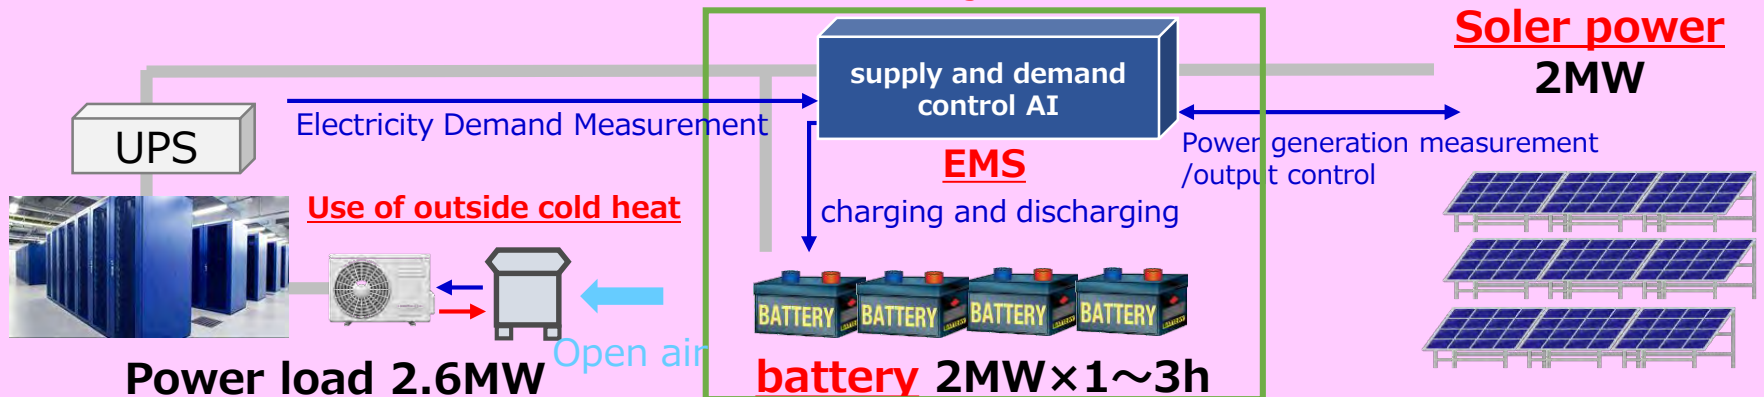 Soler power
2MW
supply and demand
control AI
Electricity Demand Measurement
UPS
Power generation measurement
/output control
EMS
Use of outside cold heat
charging and discharging
BATTERY
BATTERY
BATTERY
BATTERY
Open air
Power load 2.6MW
battery 2MW×1～3h